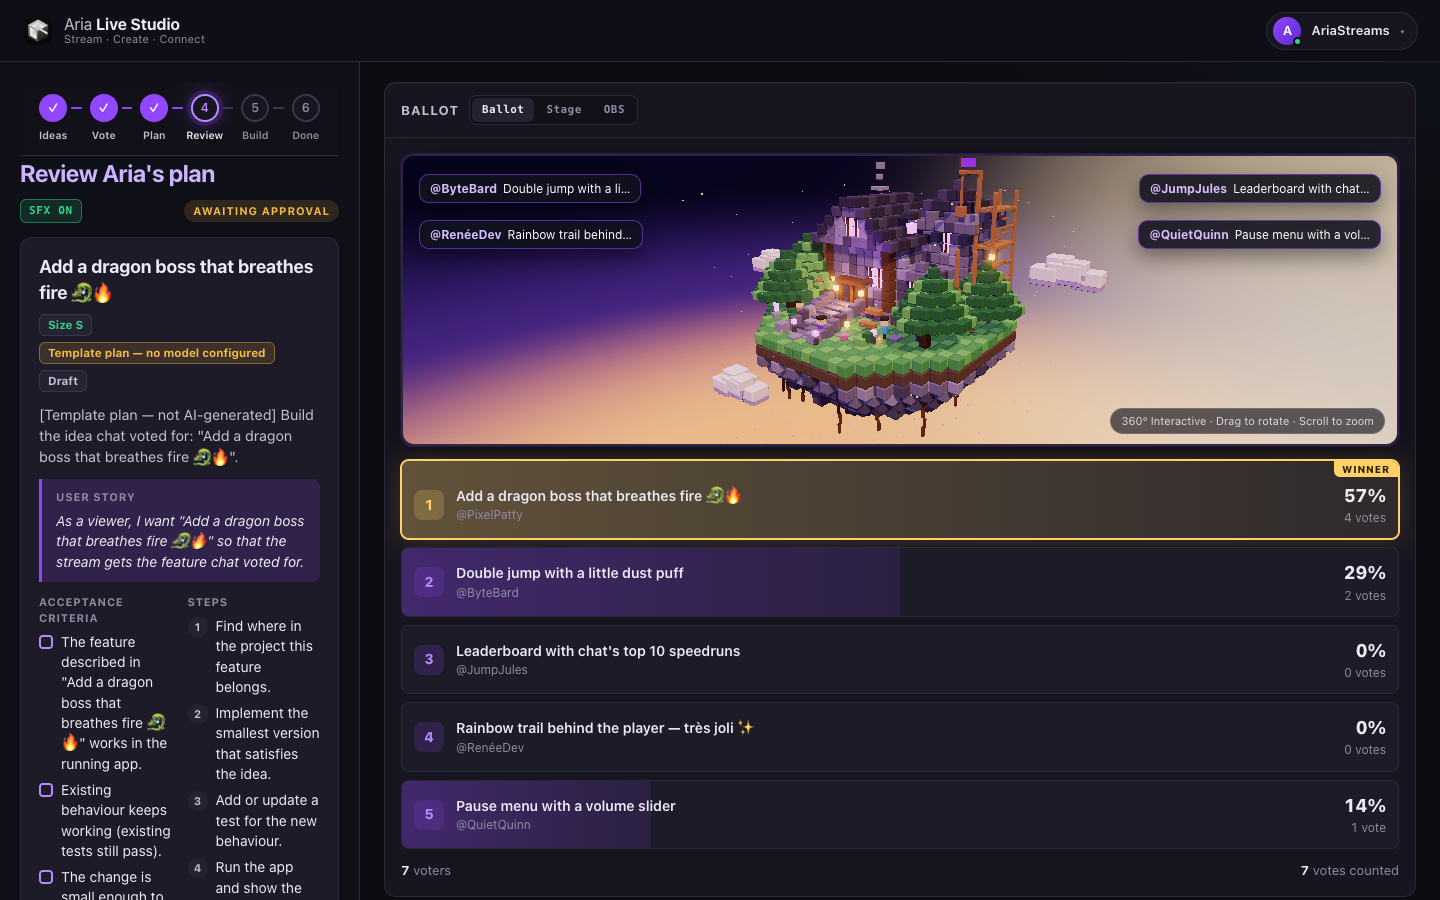 Aria Live Studio
Stream · Create · Connect
A
AriaStreams
4
5
6
Ideas
Vote
Plan
Review
Build
Done
Review Aria's plan
SFX ON
AWAITING APPROVAL
Add a dragon boss that breathes
fire 🐉🔥
Size S
Template plan — no model configured
Draft
[Template plan — not AI-generated] Build
the idea chat voted for: "Add a dragon
boss that breathes fire 🐉🔥".
USER STORY
As a viewer, I want "Add a dragon boss
that breathes fire 🐉🔥" so that the
stream gets the feature chat voted for.
ACCEPTANCE
CRITERIA
The feature
described in
"Add a dragon
boss that
breathes fire 🐉
🔥" works in the
running app.
Existing
behaviour keeps
working (existing
tests still pass).
The change is
small enough to
STEPS
1
Find where in
the project this
feature
belongs.
2
Implement the
smallest version
that satisfies
the idea.
3
Add or update a
test for the new
behaviour.
4
Run the app
and show the
BALLOT
Ballot
Stage
OBS
@ByteBard Double jump with a li...
@RenéeDev Rainbow trail behind...
@JumpJules Leaderboard with chat...
@QuietQuinn Pause menu with a vol...
360° Interactive · Drag to rotate · Scroll to zoom
WINNER
1
Add a dragon boss that breathes fire 🐉🔥
@PixelPatty
57%
4 votes
2
Double jump with a little dust puff
@ByteBard
29%
2 votes
3
Leaderboard with chat's top 10 speedruns
@JumpJules
0%
0 votes
4
Rainbow trail behind the player — très joli ✨
@RenéeDev
0%
0 votes
5
Pause menu with a volume slider
@QuietQuinn
14%
1 vote
7 voters
7 votes counted